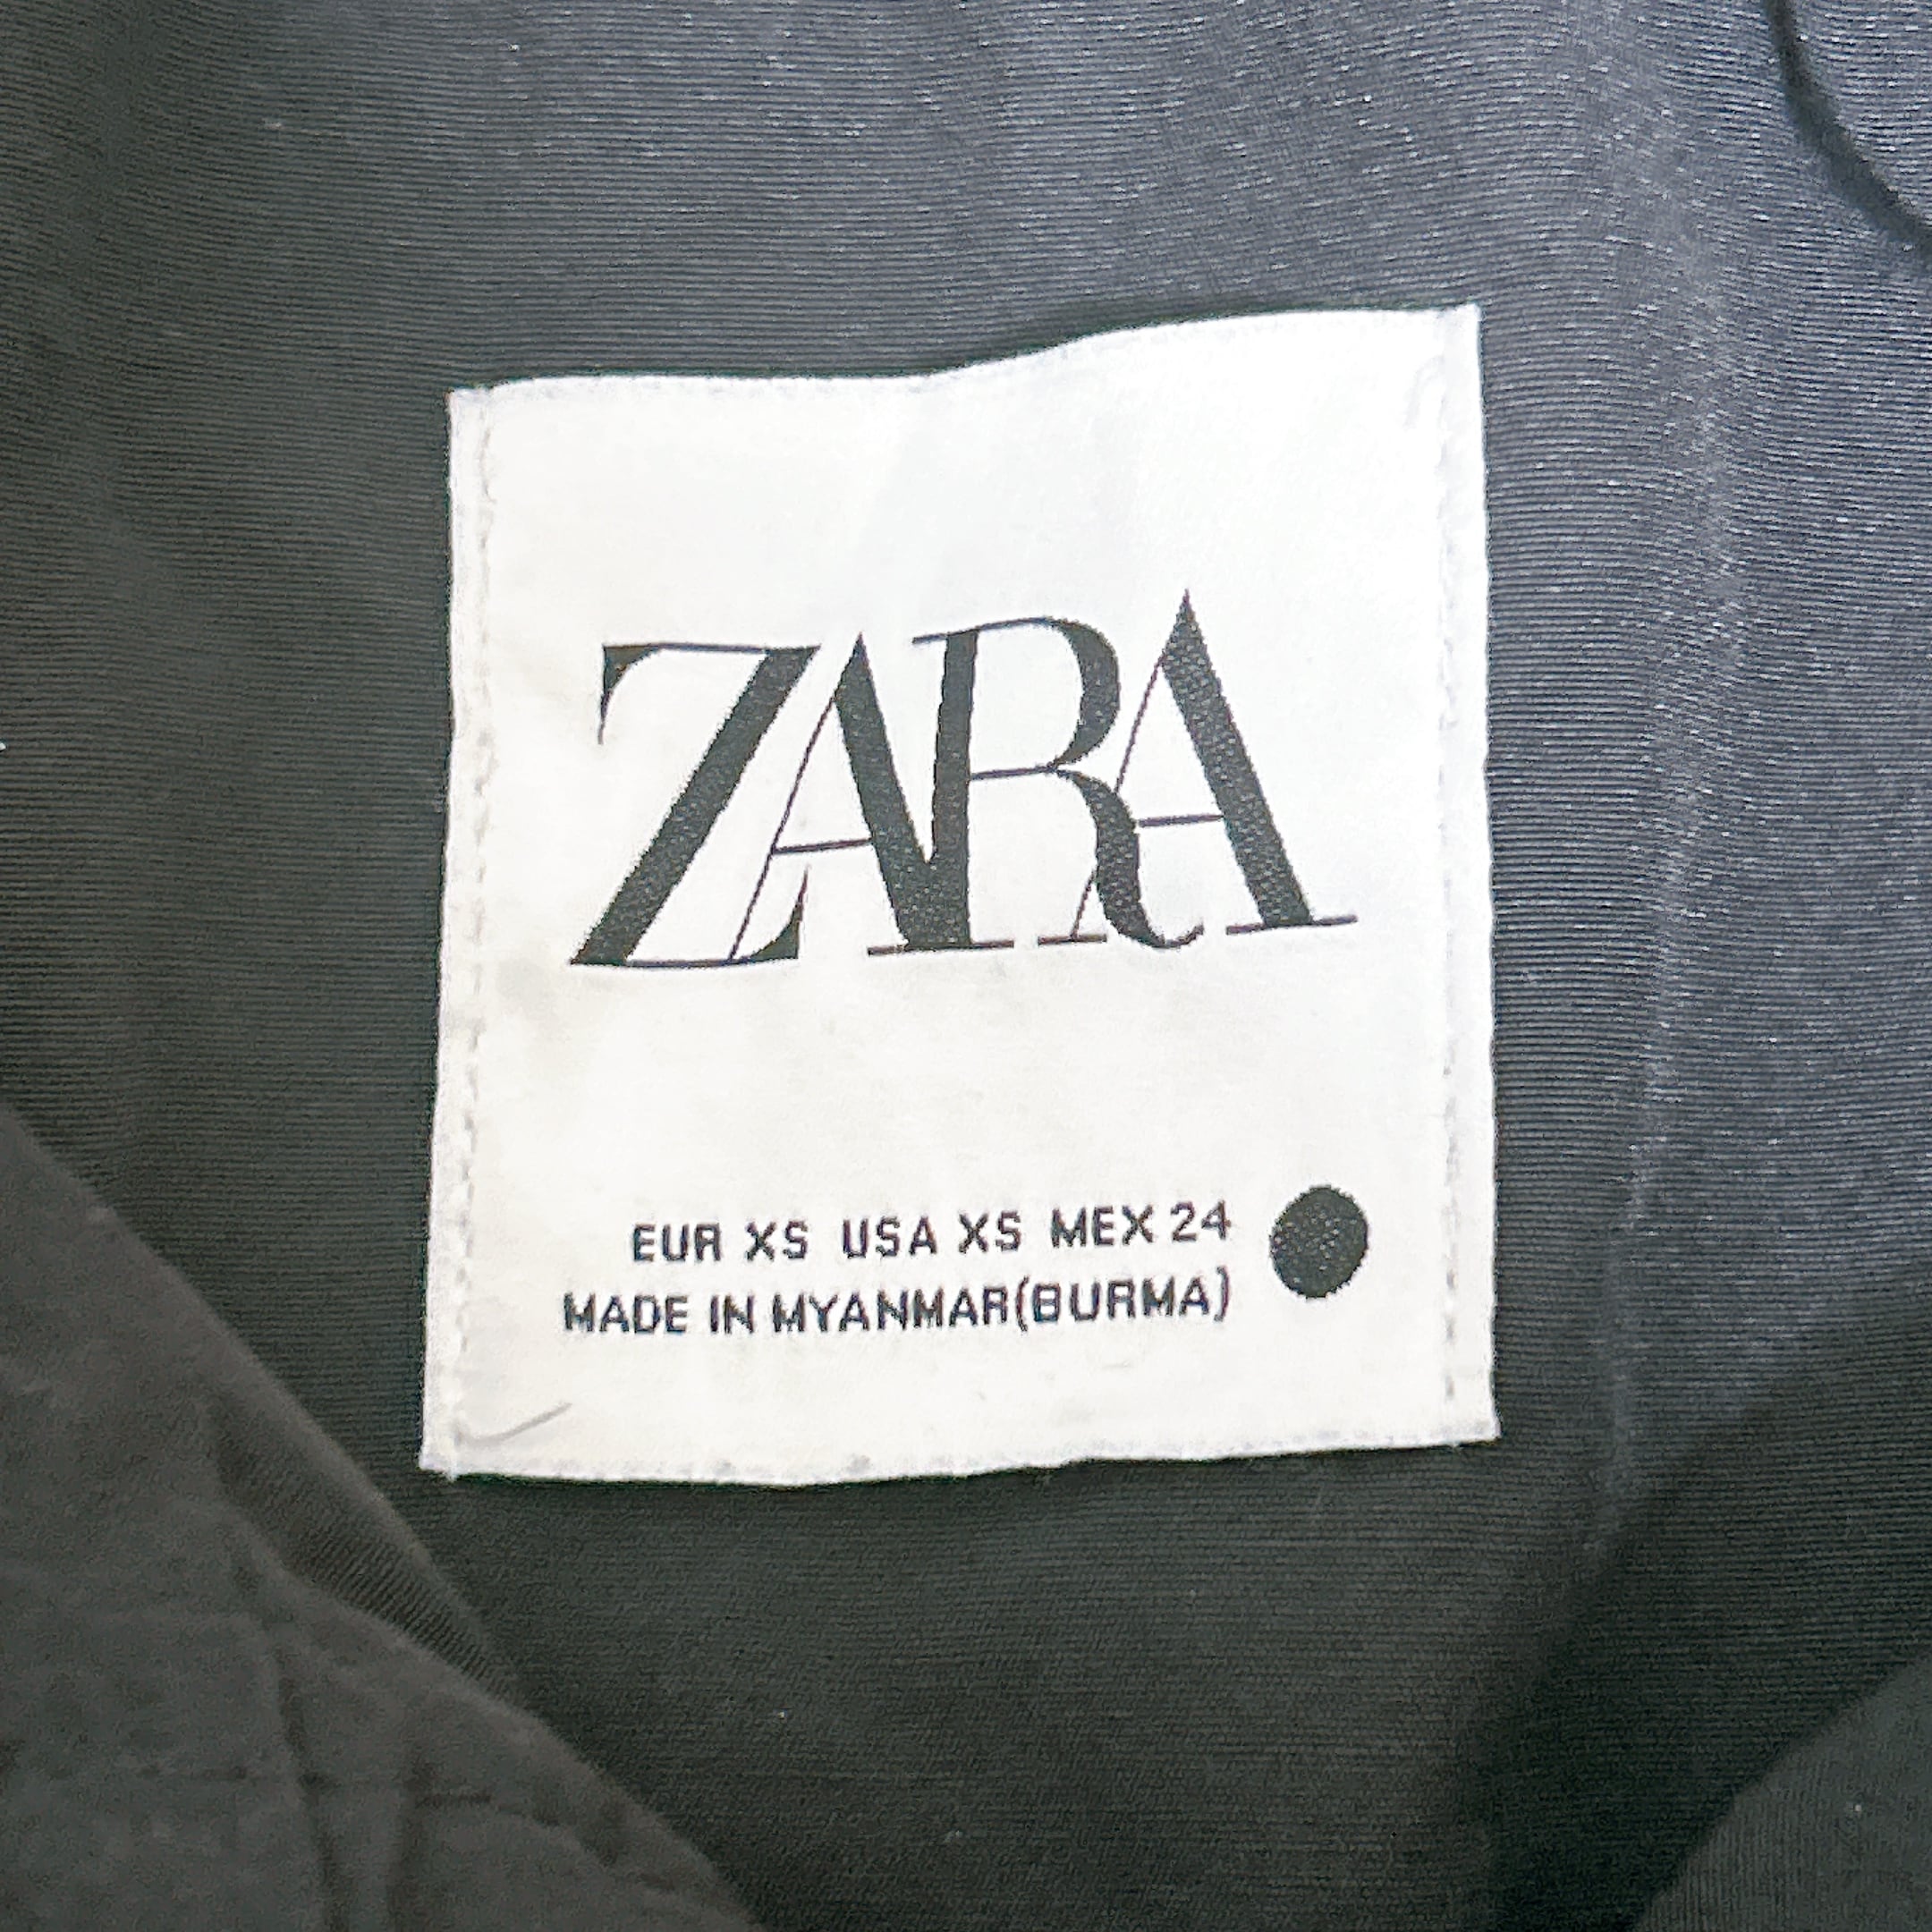 ZARA
EUR XS USA XS MEX 24
MADE IN MYANMAR(BURMA)